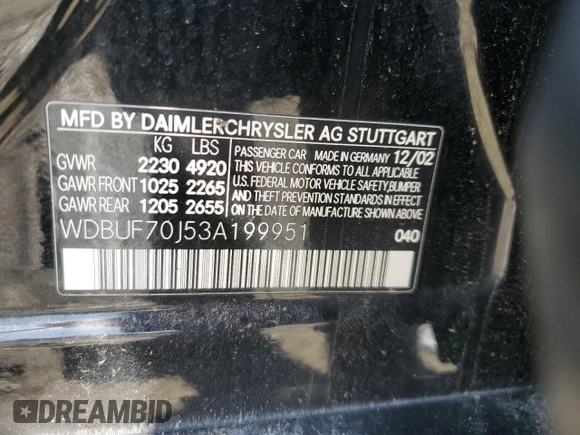 MFD BY DAIMLERCHRYSLER AG STUTTGART
KG LBS
GVWR 2230 4920
GAWR FRONT 1025 2265
GAWR REAR 1205 2655
PASSENGER CAR MADE IN GERMANY 12/02
THIS VEHICLE CONFORMS TO ALL APPLICABLE
U.S. FEDERAL MOTOR VEHICLE SAFETY, BUMPER
AND THEFT PREVENTION STANDARDS IN EFFECT
ON THE DATE OF MANUFACTURE SHOWN ABOVE.
WDBUF70J53A199951 040
DREAMBID